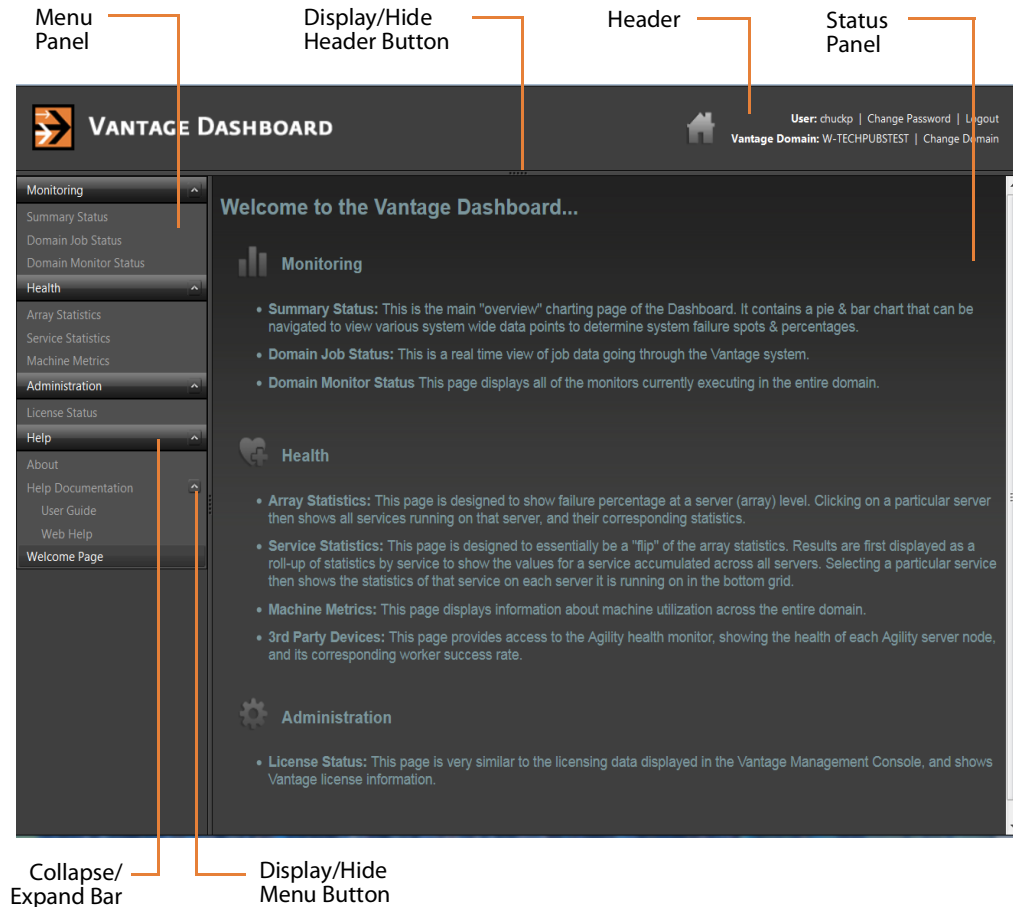 Menu
Panel
Display/Hide
Header Button
Header
Status
Panel
VANTAGE DASHBOARD
User: chuckp | Change Password | Logout
Vantage Domain: W-TECHPUBSTEST | Change Domain
Monitoring
Summary Status
Domain Job Status
Domain Monitor Status
Health
Array Statistics
Service Statistics
Machine Metrics
Administration
License Status
Help
About
Help Documentation
User Guide
Web Help
Welcome Page
Welcome to the Vantage Dashboard...
Monitoring
• Summary Status: This is the main "overview" charting page of the Dashboard. It contains a pie & bar chart that can be
navigated to view various system wide data points to determine system failure spots & percentages.
• Domain Job Status: This is a real time view of job data going through the Vantage system.
• Domain Monitor Status This page displays all of the monitors currently executing in the entire domain.
Health
• Array Statistics: This page is designed to show failure percentage at a server (array) level. Clicking on a particular server
then shows all services running on that server, and their corresponding statistics.
• Service Statistics: This page is designed to essentially be a "flip" of the array statistics. Results are first displayed as a
roll-up of statistics by service to show the values for a service accumulated across all servers. Selecting a particular service
then shows the statistics of that service on each server it is running on in the bottom grid.
• Machine Metrics: This page displays information about machine utilization across the entire domain.
• 3rd Party Devices: This page provides access to the Agility health monitor, showing the health of each Agility server node,
and its corresponding worker success rate.
Administration
• License Status: This page is very similar to the licensing data displayed in the Vantage Management Console, and shows
Vantage license information.
Collapse/
Expand Bar
Display/Hide
Menu Button